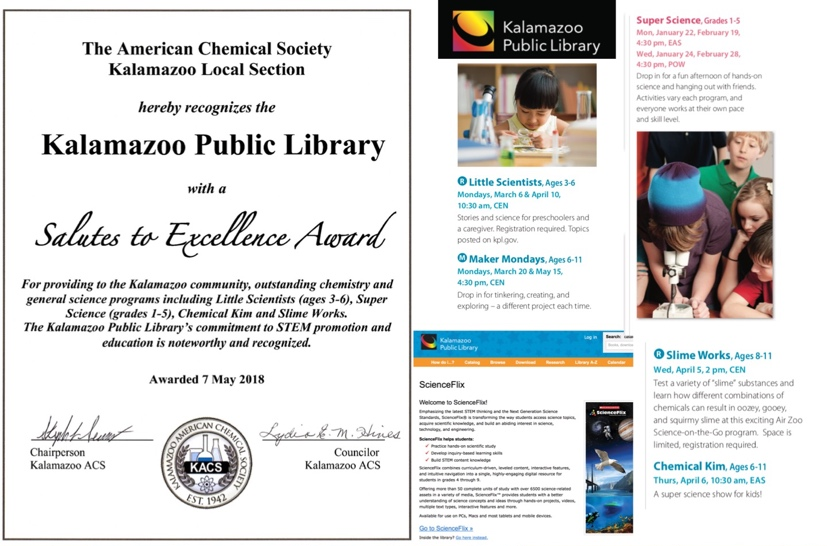 The American Chemical Society
Kalamazoo Local Section
hereby recognizes the
Kalamazoo Public Library
with a
Salutes to Excellence Award
For providing to the Kalamazoo community, outstanding chemistry and
general science programs including Little Scientists (ages 3-6), Super
Science (grades 1-5), Chemical Kim and Slime Works.
The Kalamazoo Public Library's commitment to STEM promotion and
education is noteworthy and recognized.
Awarded 7 May 2018
Chairperson
Kalamazoo ACS
KALAMAZOO AMERICAN CHEMICAL SOCIETY
KACS
EST. 1942
Lydia E. M. Hines
Councilor
Kalamazoo ACS
Kalamazoo
Public Library
R Little Scientists, Ages 3-6
Mondays, March 6 & April 10,
10:30 am, CEN
Stories and science for preschoolers and
a caregiver. Registration required. Topics
posted on kpl.gov.
M Maker Mondays, Ages 6-11
Mondays, March 20 & May 15,
4:30 pm, CEN
Drop in for tinkering, creating, and
exploring – a different project each time.
Kalamazoo
Public Library
Log in
Search:
How do I...? Catalog Browse Download Research Library A-Z Calendar
ScienceFlix
Welcome to ScienceFlix!
Emphasizing the latest STEM thinking and the Next Generation Science
Standards, ScienceFlix® is transforming the way students access science topics,
acquire scientific knowledge, and build an abiding interest in science,
technology, and engineering.
ScienceFlix helps students:
✓ Practice hands-on scientific study
✓ Develop inquiry-based learning skills
✓ Build STEM content knowledge
ScienceFlix combines curriculum-driven, leveled content, interactive features,
and intuitive navigation into a single, highly-engaging digital resource for
students in grades 4 through 9.
Offering more than 50 complete units of study with over 6500 science-related
assets in a variety of media, ScienceFlix™ provides students with a better
understanding of science concepts and ideas through hands-on projects, videos,
multiple text types, interactive features and more.
Available for use on PCs, Macs and most tablets and mobile devices.
Go to ScienceFlix »
Inside the library? Go here instead.
SCHOLASTIC
ScienceFlix
Super Science, Grades 1-5
Mon, January 22, February 19,
4:30 pm, EAS
Wed, January 24, February 28,
4:30 pm, POW
Drop in for a fun afternoon of hands-on
science and hanging out with friends.
Activities vary each program, and
everyone works at their own pace
and skill level.
R Slime Works, Ages 8-11
Wed, April 5, 2 pm, CEN
Test a variety of "slime" substances and
learn how different combinations of
chemicals can result in oozey, gooey,
and squirmy slime at this exciting Air Zoo
Science-on-the-Go program. Space is
limited, registration required.
Chemical Kim, Ages 6-11
Thurs, April 6, 10:30 am, EAS
A super science show for kids!